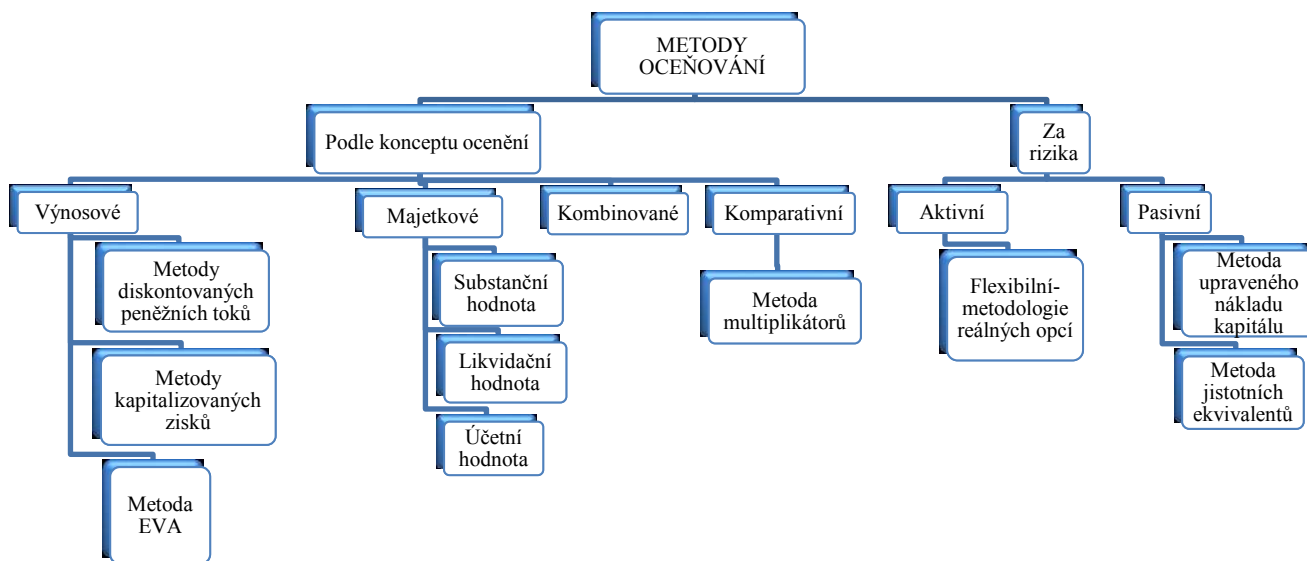 METODY
OCEŇOVÁNÍ
Podle konceptu ocenění
Za
rizika
Výnosové
Majetkové
Kombinované
Komparativní
Aktivní
Pasivní
Metody
diskontovaných
peněžních toků
Substanční
hodnota
Metoda
multiplikátorů
Flexibilní-
metodologie
reálných opcí
Metoda
upraveného
nákladu
kapitálu
Metody
kapitalizovaných
zisků
Likvidační
hodnota
Metoda
jistotních
ekvivalentů
Účetní
hodnota
Metoda
EVA